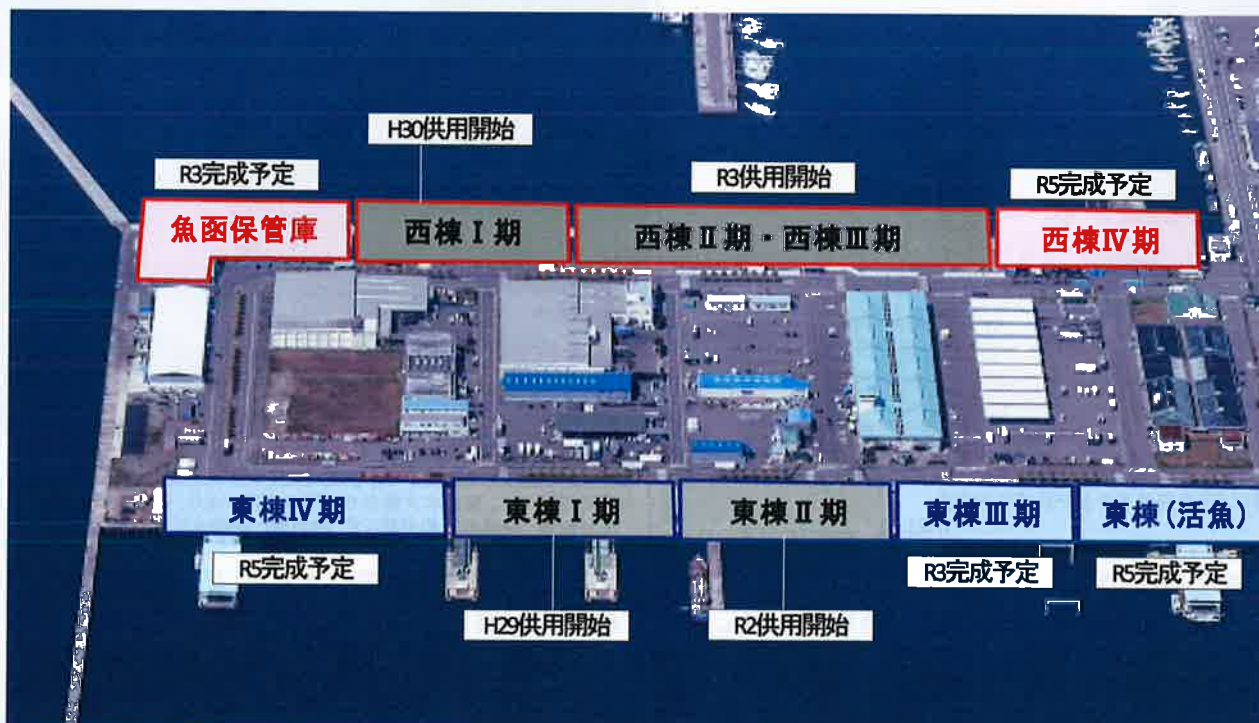 H30供用開始
R3完成予定
R3供用開始
R5完成予定
魚函保管庫
西棟Ⅰ期
西棟Ⅱ期・西棟Ⅲ期
西棟Ⅳ期
東棟Ⅳ期
東棟Ⅰ期
東棟Ⅱ期
東棟Ⅲ期
東棟(活魚)
R5完成予定
R3完成予定
R5完成予定
H29供用開始
R2供用開始